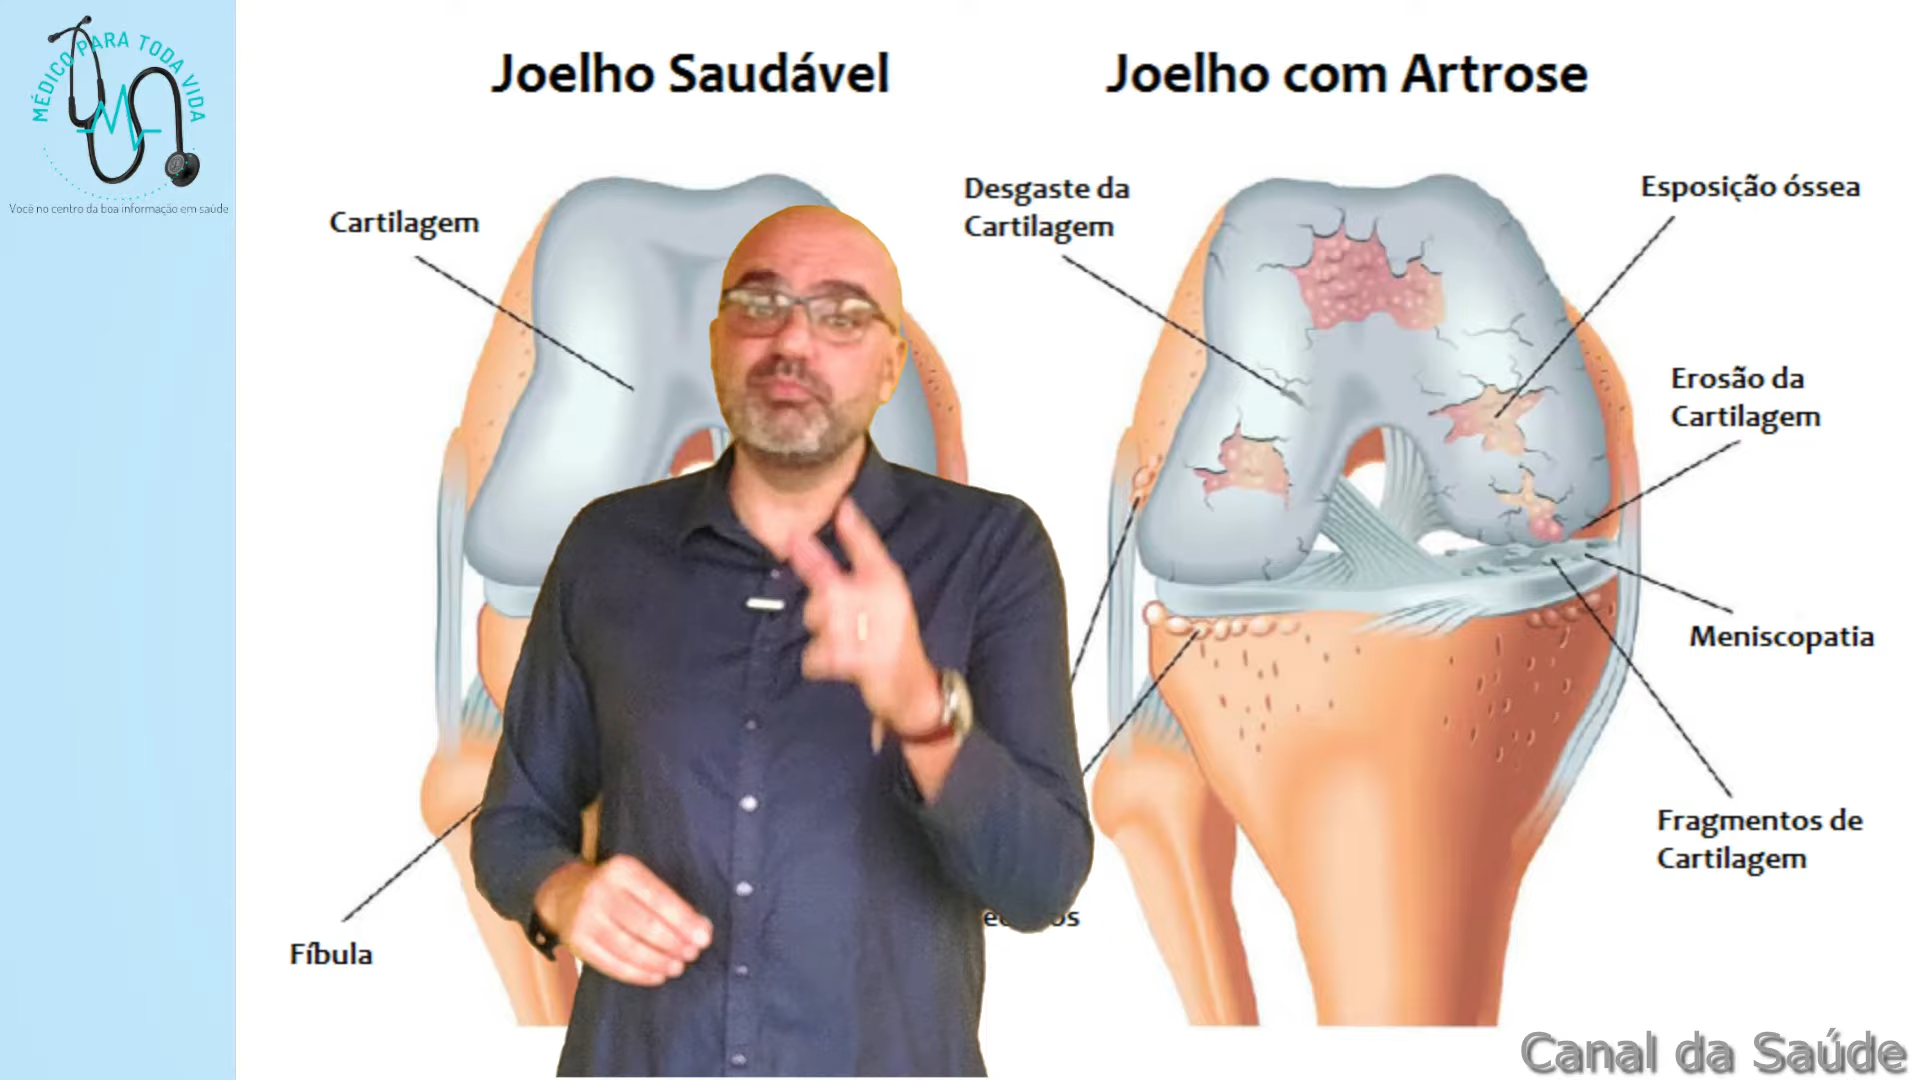 MÉDICO PARA TODA VIDA
Você no centro da boa informação em saúde
Joelho Saudável
Joelho com Artrose
Cartilagem
Desgaste da
Cartilagem
Esposição óssea
Erosão da
Cartilagem
Meniscopatia
Fragmentos de
Cartilagem
Fíbula
Canal da Saúde